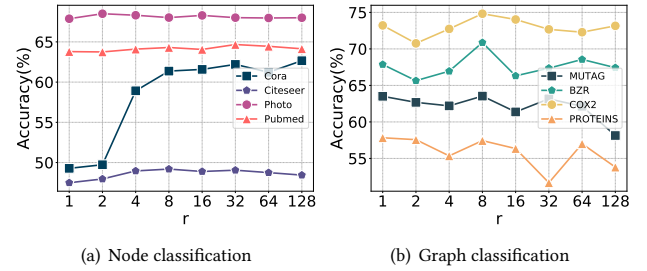 Accuracy(%)
65
60
55
50
1 2 4 8 16 32 64 128
r
Cora
Citeseer
Photo
Pubmed
(a) Node classification
Accuracy(%)
75
70
65
60
55
1 2 4 8 16 32 64 128
r
MUTAG
BZR
COX2
PROTEINS
(b) Graph classification